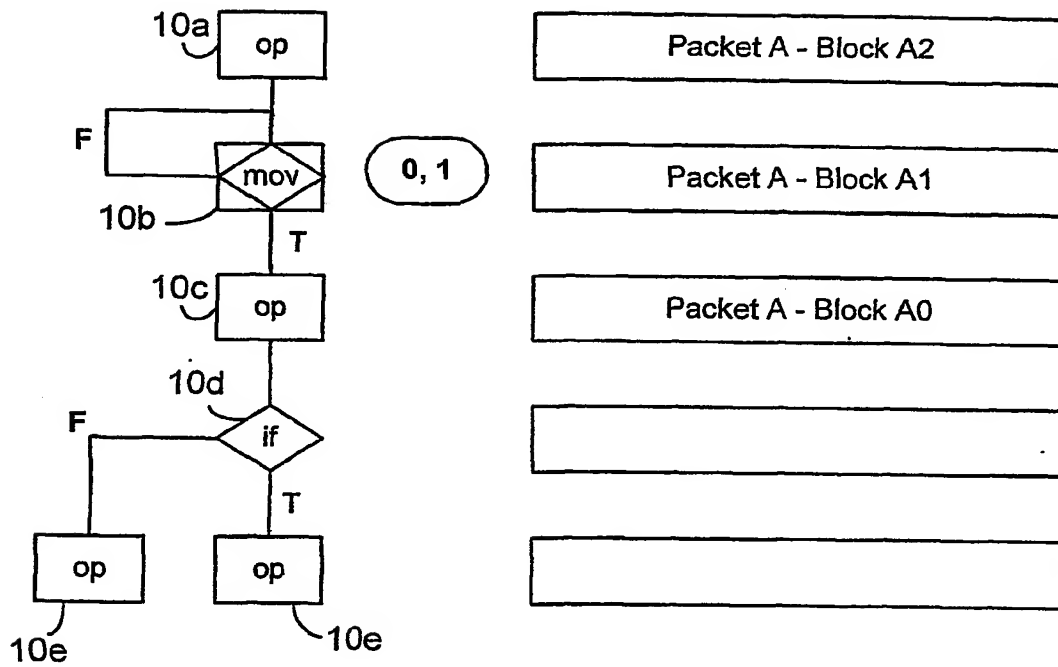 10a
op
Packet A - Block A2
F
mov
0, 1
Packet A - Block A1
10b
T
10c
op
Packet A - Block A0
10d
F
if
T
op
op
10e
10e